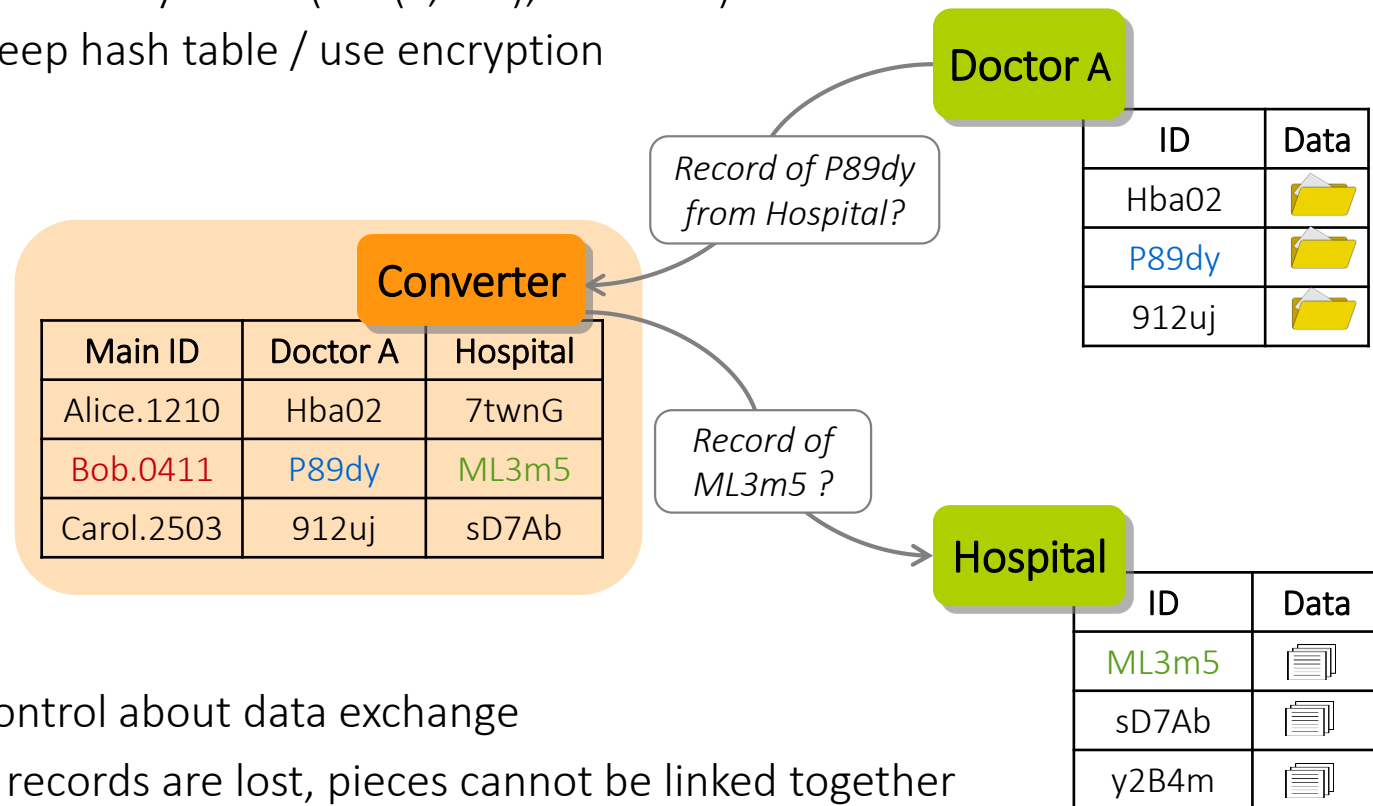 eep hash table / use encryption
Doctor A
ID Data
Hba02
P89dy
912uj
Record of P89dy
from Hospital?
Converter
Main ID Doctor A Hospital
Alice.1210 Hba02 7twnG
Bob.0411 P89dy ML3m5
Carol.2503 912uj sD7Ab
Record of
ML3m5 ?
Hospital
ID Data
ML3m5
sD7Ab
y2B4m
ontrol about data exchange
records are lost, pieces cannot be linked together